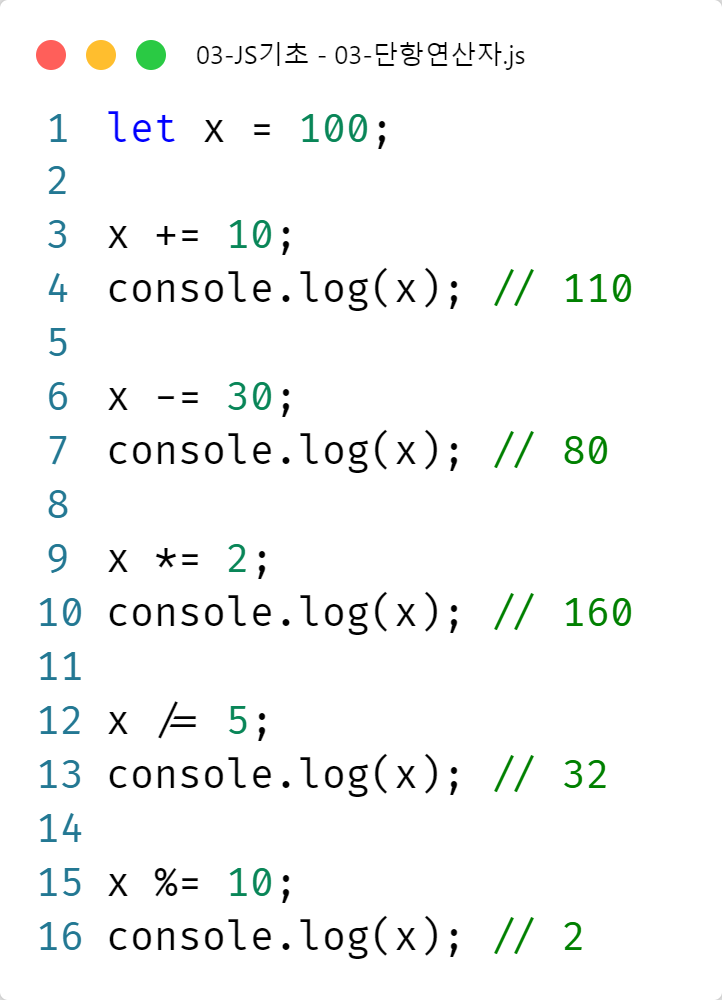 03-JS기초 - 03-단항연산자.js
1 let x = 100;
2
3 x += 10;
4 console.log(x); // 110
5
6 x -= 30;
7 console.log(x); // 80
8
9 x *= 2;
10 console.log(x); // 160
11
12 x /= 5;
13 console.log(x); // 32
14
15 x %= 10;
16 console.log(x); // 2